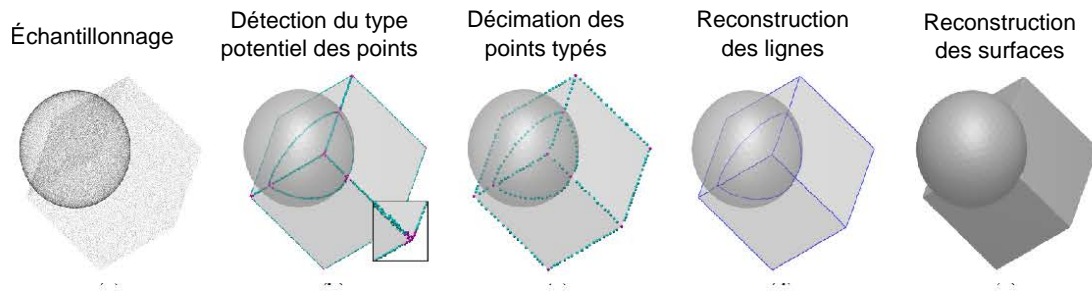 Échantillonnage
Détection du type
potentiel des points
Décimation des
points typés
Reconstruction
des lignes
Reconstruction
des surfaces